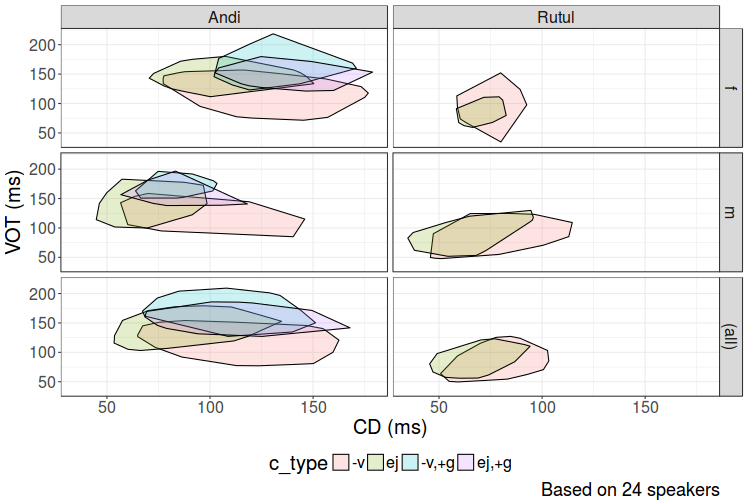 Andi Rutul
200
150
100
50
f
200
150
100
50
m
200
150
100
50
(all)
VOT (ms)
50 100 150 50 100 150
CD (ms)
c_type -v ej -v,+g ej,+g
Based on 24 speakers